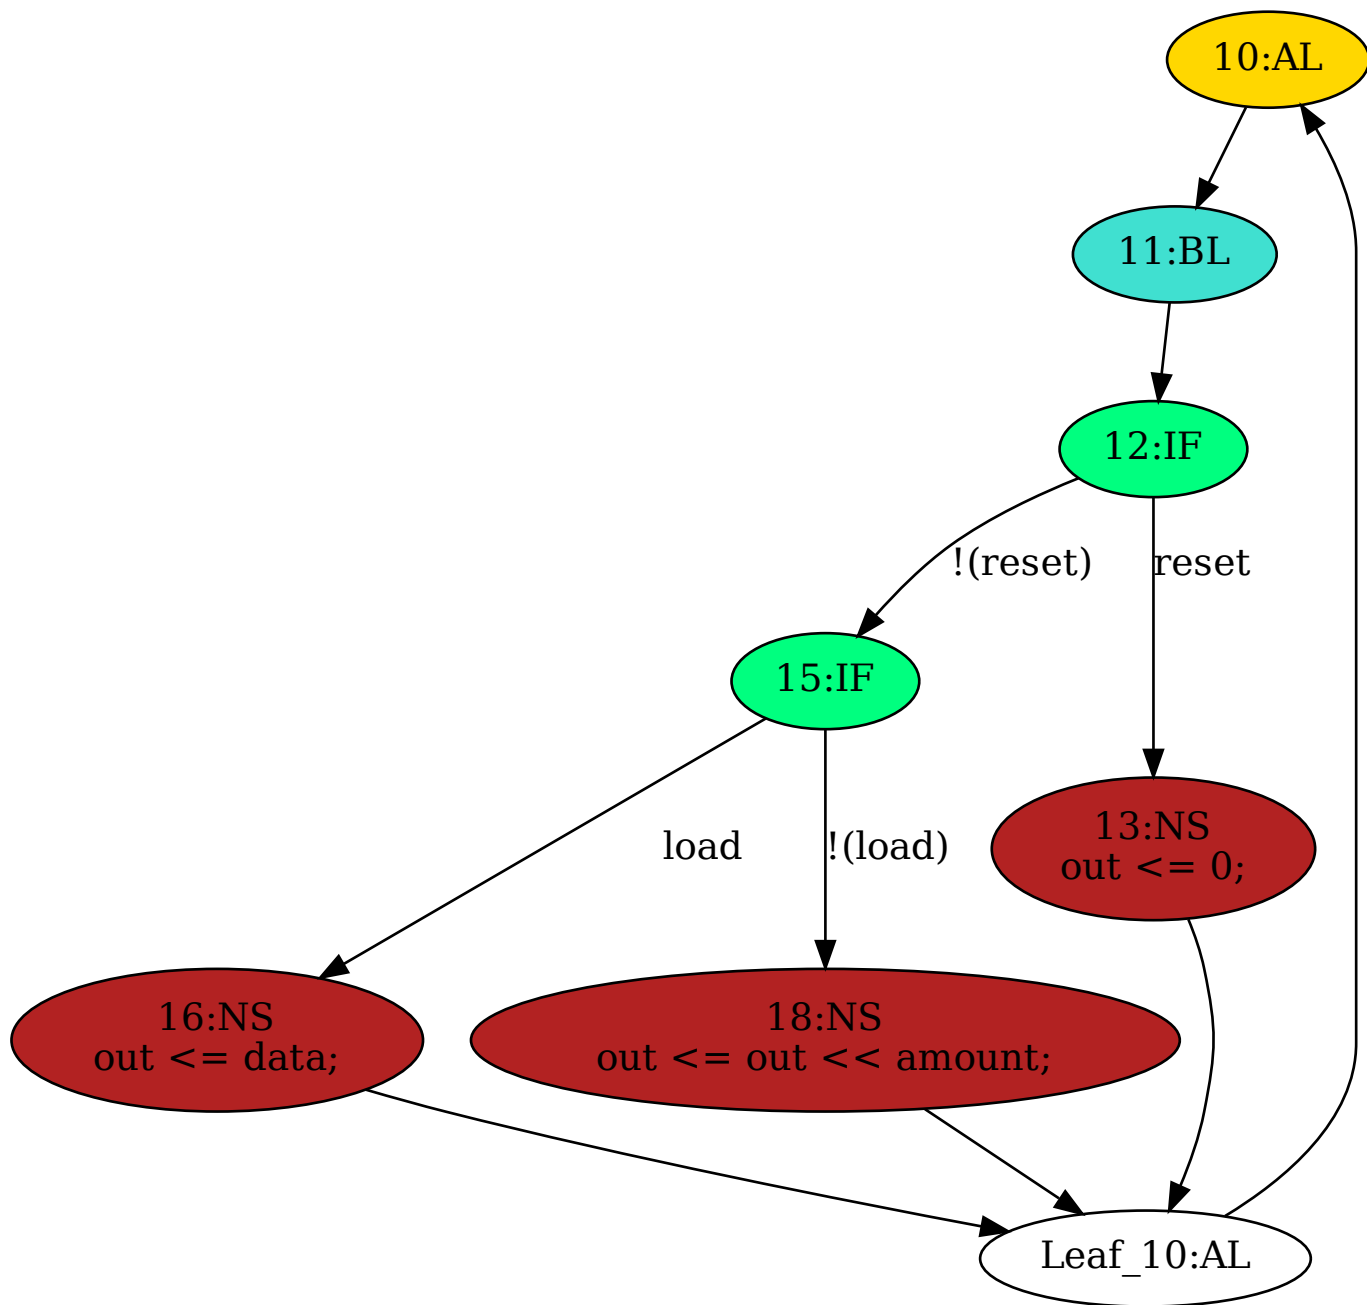 10:AL
11:BL
12:IF
!(reset)
reset
15:IF
load
!(load)
13:NS
out <= 0;
16:NS
out <= data;
18:NS
out <= out << amount;
Leaf_10:AL